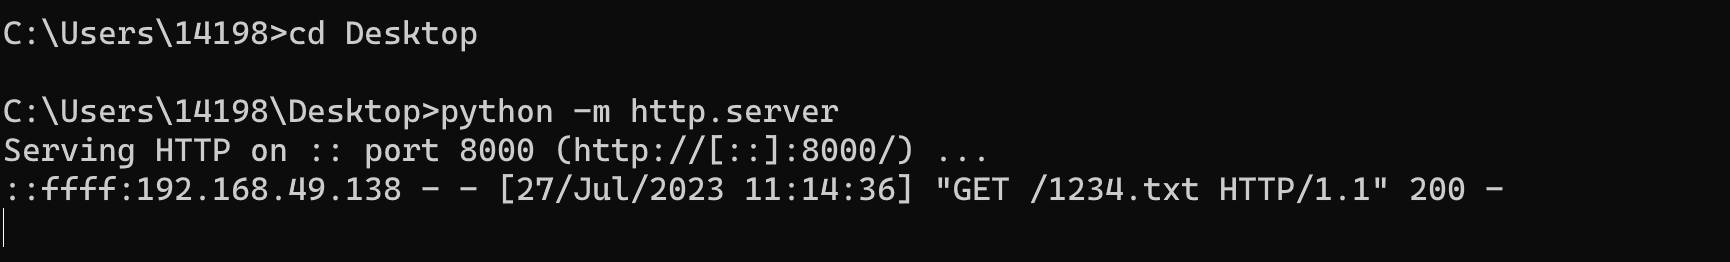 C:\Users\14198>cd Desktop
C:\Users\14198\Desktop>python -m http.server
Serving HTTP on :: port 8000 (http://[::]:8000/) ...
::ffff:192.168.49.138 - - [27/Jul/2023 11:14:36] "GET /1234.txt HTTP/1.1" 200 -